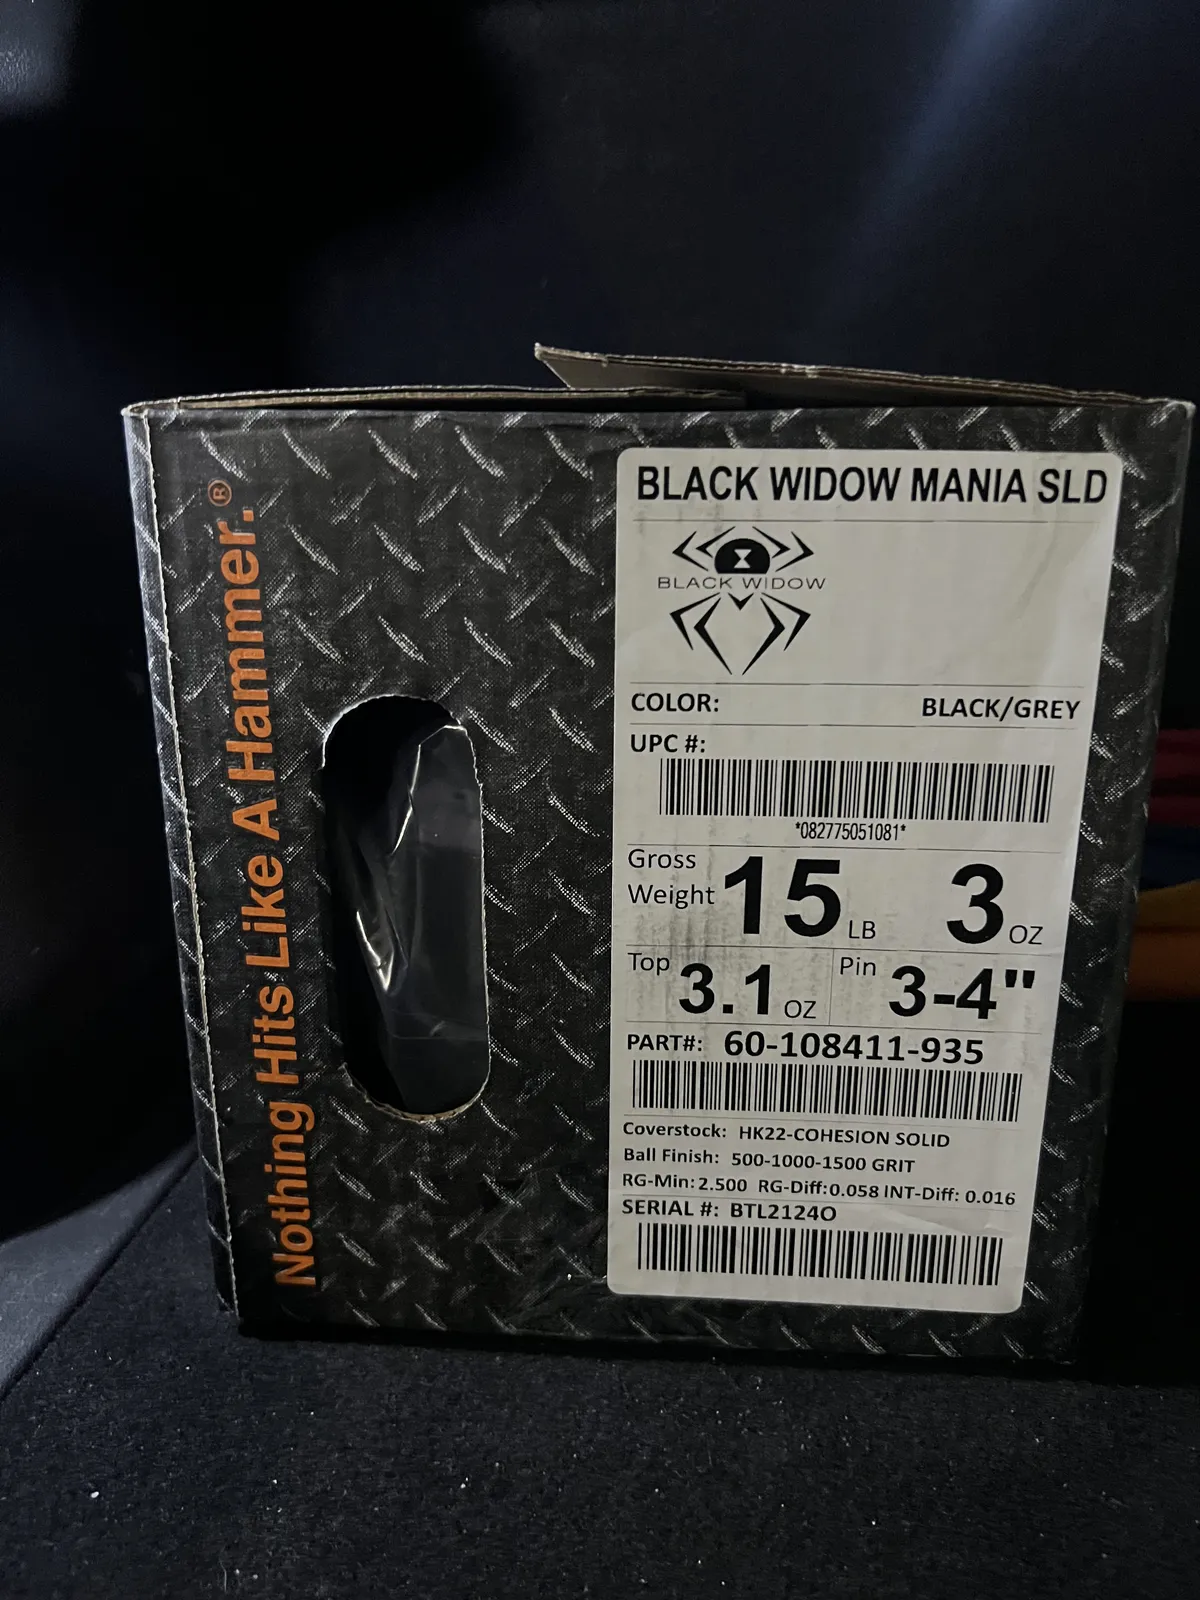 Nothing Hits Like A Hammer.®
BLACK WIDOW MANIA SLD
BLACK WIDOW
COLOR: BLACK/GREY
UPC #:
*082775051081*
Gross Weight 15 LB 3 OZ
Top 3.1 OZ Pin 3-4"
PART#: 60-108411-935
Coverstock: HK22-COHESION SOLID
Ball Finish: 500-1000-1500 GRIT
RG-Min: 2.500 RG-Diff: 0.058 INT-Diff: 0.016
SERIAL #: BTL2124O